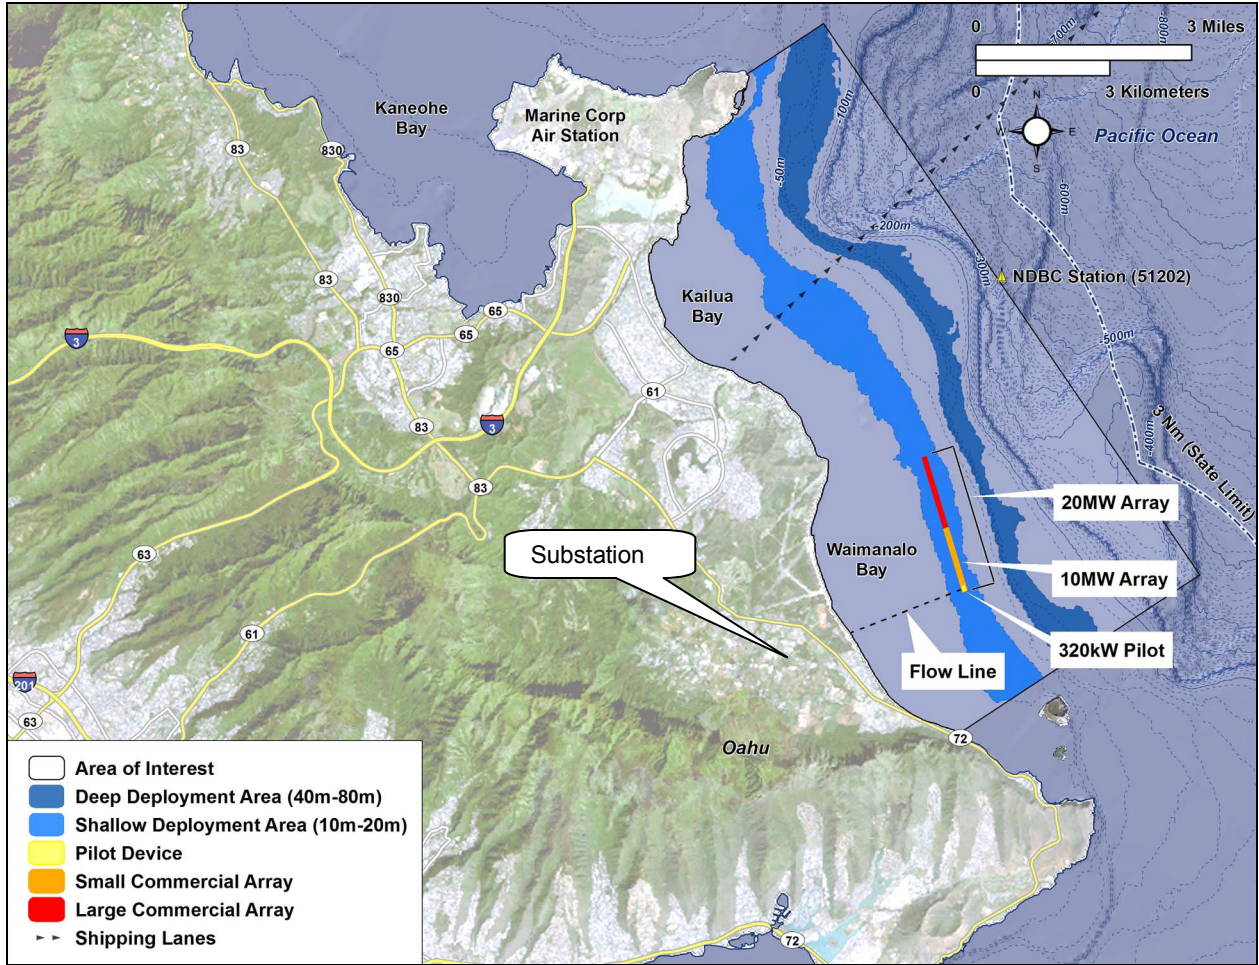 0
3 Miles
0
3 Kilometers
N
W
E
S
Pacific Ocean
-700m
-800m
-100m
-50m
-200m
-300m
600m
-500m
-400m
Kaneohe
Bay
Marine Corp
Air Station
NDBC Station (51202)
Kailua
Bay
3 Nm (State Limit)
83
830
83
830
65
65
65
3
61
83
3
83
63
61
201
63
72
72
20MW Array
Waimanalo
Bay
10MW Array
320kW Pilot
Flow Line
Substation
Oahu
Area of Interest
Deep Deployment Area (40m-80m)
Shallow Deployment Area (10m-20m)
Pilot Device
Small Commercial Array
Large Commercial Array
Shipping Lanes